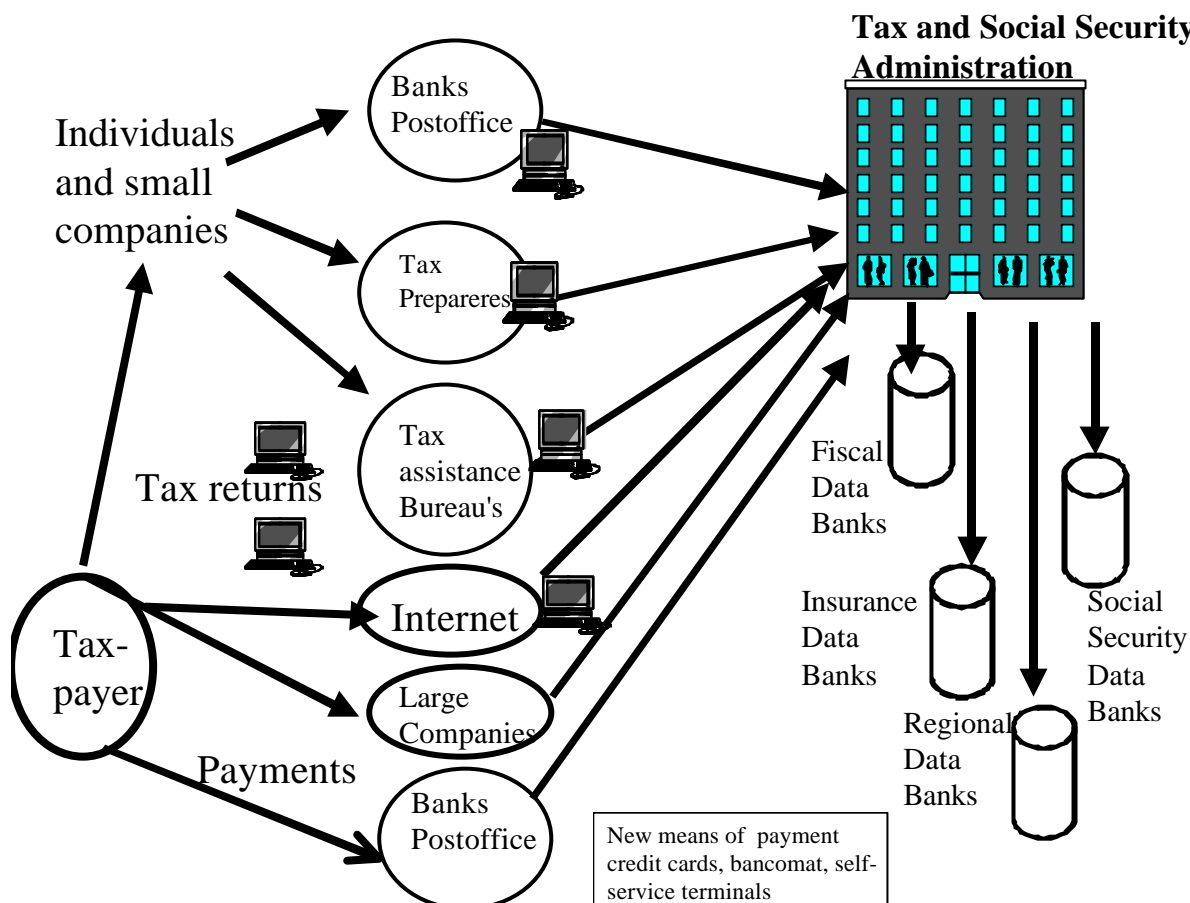 Tax and Social Security
Administration
Banks
Postoffice
Individuals
and small
companies
Tax
Prepareres
Tax
assistance
Bureau's
Tax returns
Fiscal
Data
Banks
Internet
Tax-
payer
Insurance
Data
Banks
Social
Security
Data
Banks
Large
Companies
Regional
Data
Banks
Payments
Banks
Postoffice
New means of payment
credit cards, bancomat, self-
service terminals